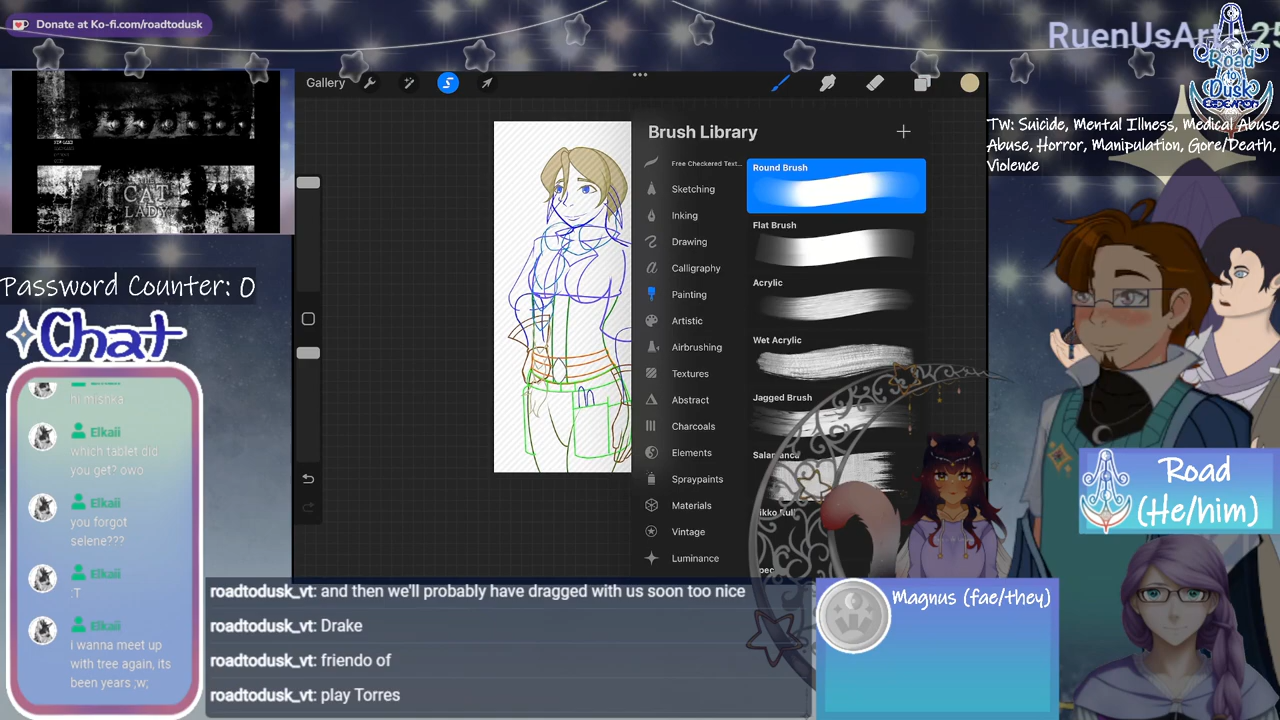 Donate at Ko-fi.com/roadtodusk
RuenUsArt
Road
to
Dusk
TW: Suicide, Mental Illness, Medical Abuse
Abuse, Horror, Manipulation, Gore/Death,
Violence
Gallery
Brush Library
Free Checkered Text...
Sketching
Inking
Drawing
Calligraphy
Painting
Artistic
Airbrushing
Textures
Abstract
Charcoals
Elements
Spraypaints
Materials
Vintage
Luminance
Round Brush
Flat Brush
Acrylic
Wet Acrylic
Jagged Brush
Salamanca
THE
CAT
LADY
Password Counter: 0
Chat
hi mishka
Elkaii
which tablet did
you get? owo
Elkaii
you forgot
selene???
Elkaii
:T
Elkaii
i wanna meet up
with tree again, its
been years ;w;
roadtodusk_vt: and then we'll probably have dragged with us soon too nice
roadtodusk_vt: Drake
roadtodusk_vt: friendo of
roadtodusk_vt: play Torres
Magnus (fae/they)
Road
(He/him)